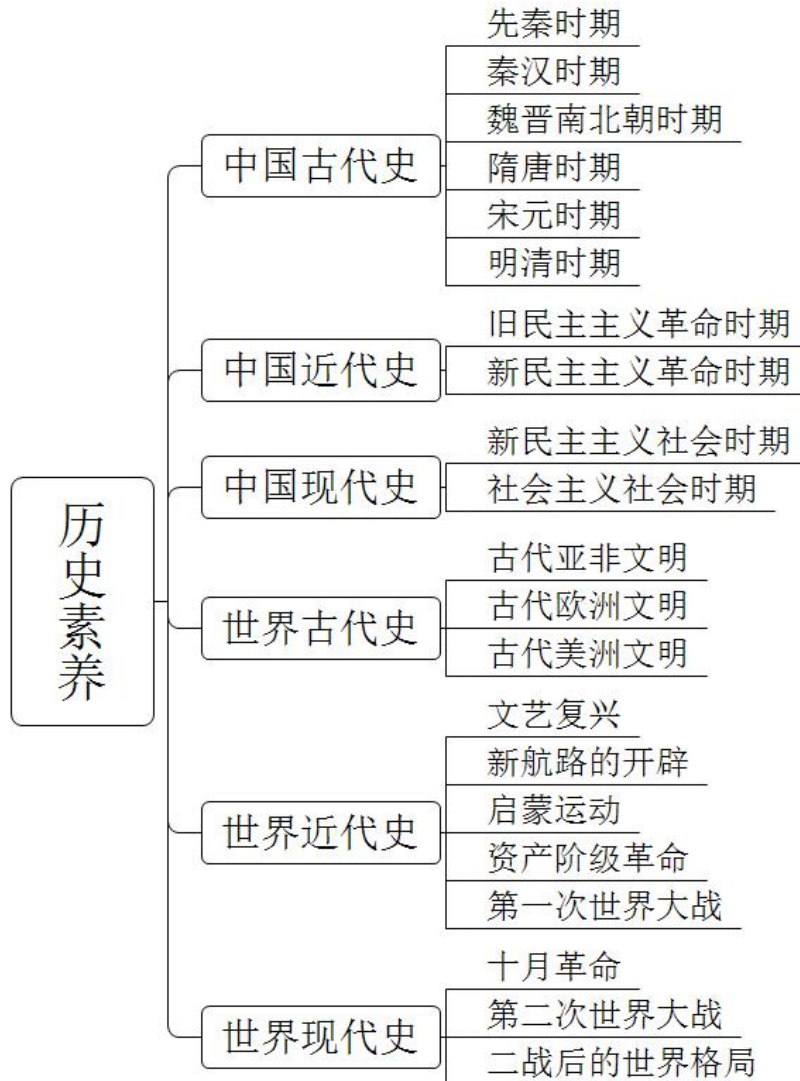 历史素养
中国古代史
先秦时期
秦汉时期
魏晋南北朝时期
隋唐时期
宋元时期
明清时期
中国近代史
旧民主主义革命时期
新民主主义革命时期
中国现代史
新民主主义社会时期
社会主义社会时期
世界古代史
古代亚非文明
古代欧洲文明
古代美洲文明
世界近代史
文艺复兴
新航路的开辟
启蒙运动
资产阶级革命
第一次世界大战
世界现代史
十月革命
第二次世界大战
二战后的世界格局